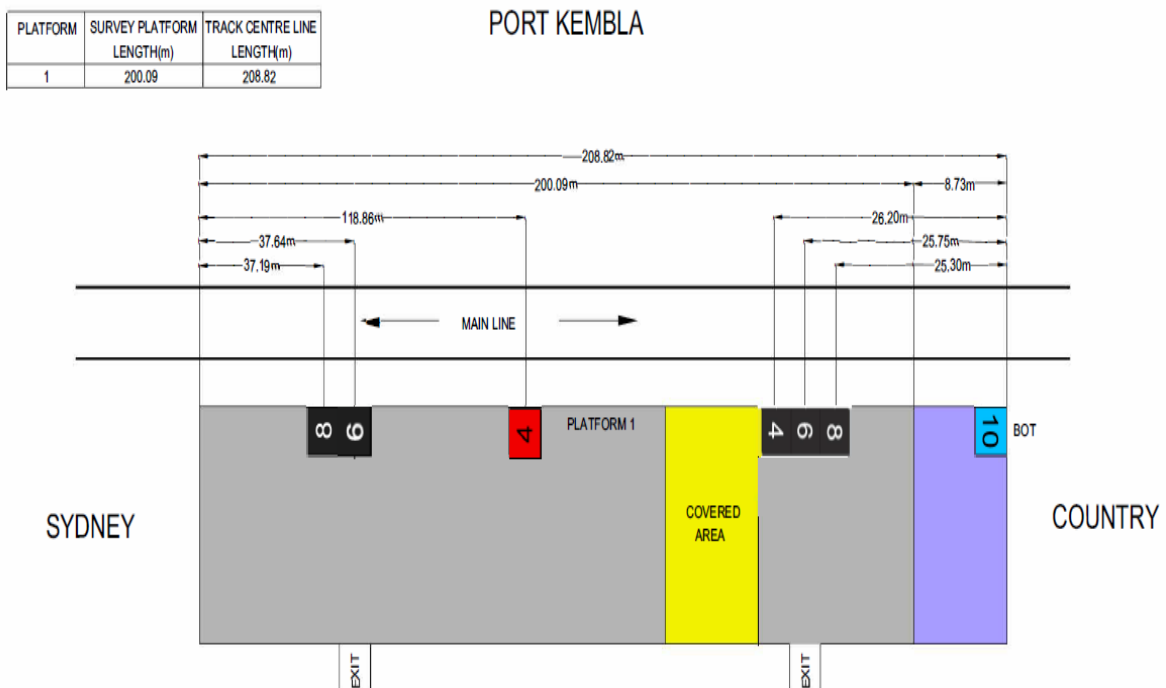 PORT KEMBLA
PLATFORM
SURVEY PLATFORM
LENGTH(m)
TRACK CENTRE LINE
LENGTH(m)
1
200.09
208.82
208.82m
200.09m
8.73m
118.86m
26.20m
37.64m
25.75m
37.19m
25.30m
MAIN LINE
8
6
4
PLATFORM 1
4
6
8
10
BOT
COVERED
AREA
SYDNEY
COUNTRY
EXIT
EXIT